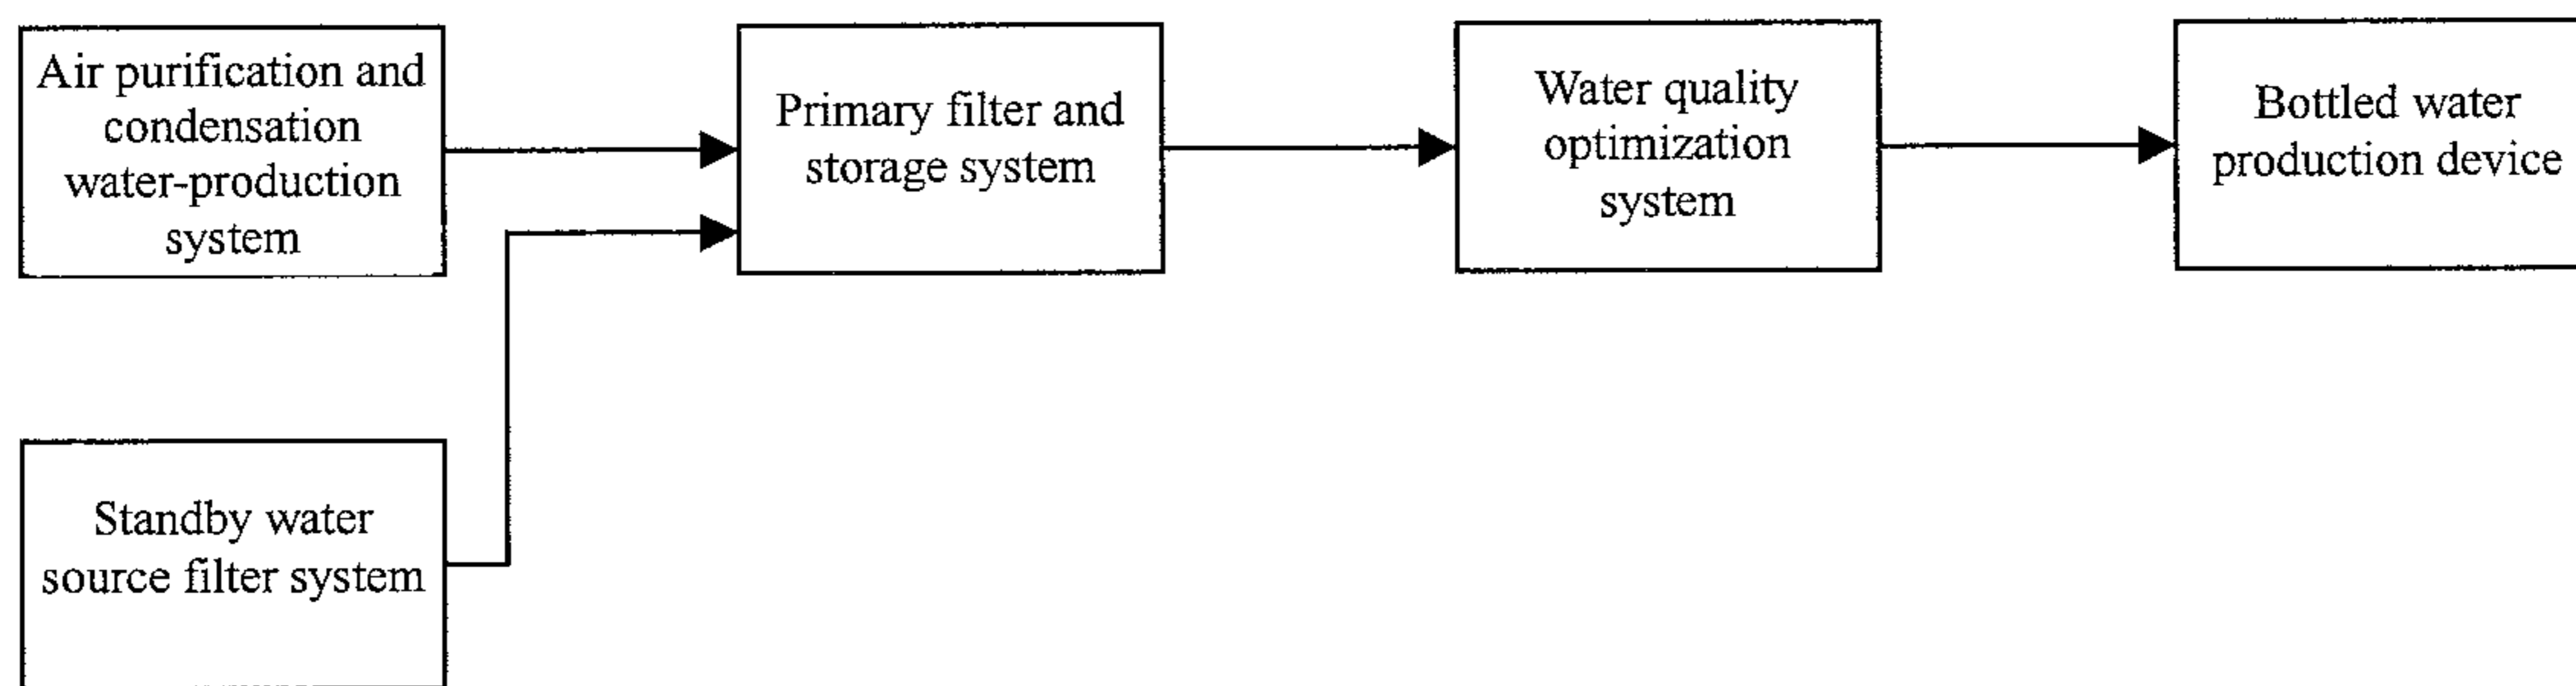 Air purification and
condensation
water-production
system
Primary filter and
storage system
Water quality
optimization
system
Bottled water
production device
Standby water
source filter system